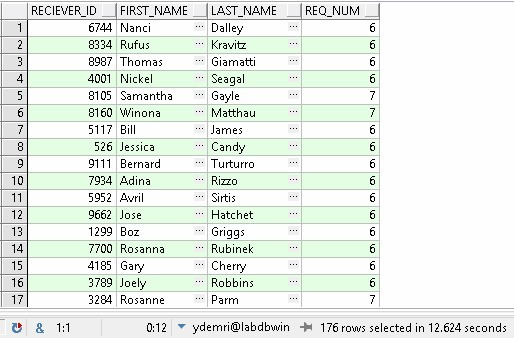 RECIEVER_ID FIRST_NAME LAST_NAME REQ_NUM
1 6744 Nanci ... Dalley ... 6
2 8334 Rufus ... Kravitz ... 6
3 8987 Thomas ... Giamatti ... 6
4 4001 Nickel ... Seagal ... 6
5 8105 Samantha ... Gayle ... 7
6 8160 Winona ... Matthau ... 7
7 5117 Bill ... James ... 6
8 526 Jessica ... Candy ... 6
9 9111 Bernard ... Turturro ... 6
10 7934 Adina ... Rizzo ... 6
11 5952 Avril ... Sirtis ... 6
12 9662 Jose ... Hatchet ... 6
13 1299 Boz ... Griggs ... 6
14 7700 Rosanna ... Rubinek ... 6
15 4185 Gary ... Cherry ... 6
16 3789 Joely ... Robbins ... 6
17 3284 Rosanne ... Parm ... 7
& 1:1 0:12 ydemri@labdbwin 176 rows selected in 12.624 seconds